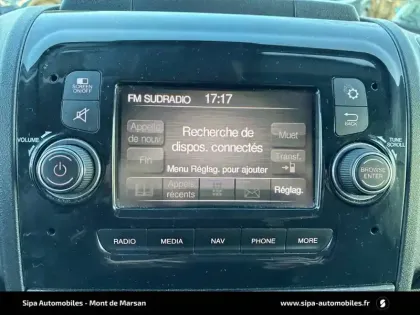 SCREEN
ON/OFF
FM SUDRADIO 17:17
Appeler
de nouv.
Recherche de
dispos. connectés
Muet
Fin
Menu Réglag. pour ajouter
Transf.
Appels
récents
Réglag.
VOLUME
TUNE
SCROLL
BACK
BROWSE
ENTER
RADIO
MEDIA
NAV
PHONE
MORE
Sipa Automobiles - Mont de Marsan
www.sipa-automobiles.fr